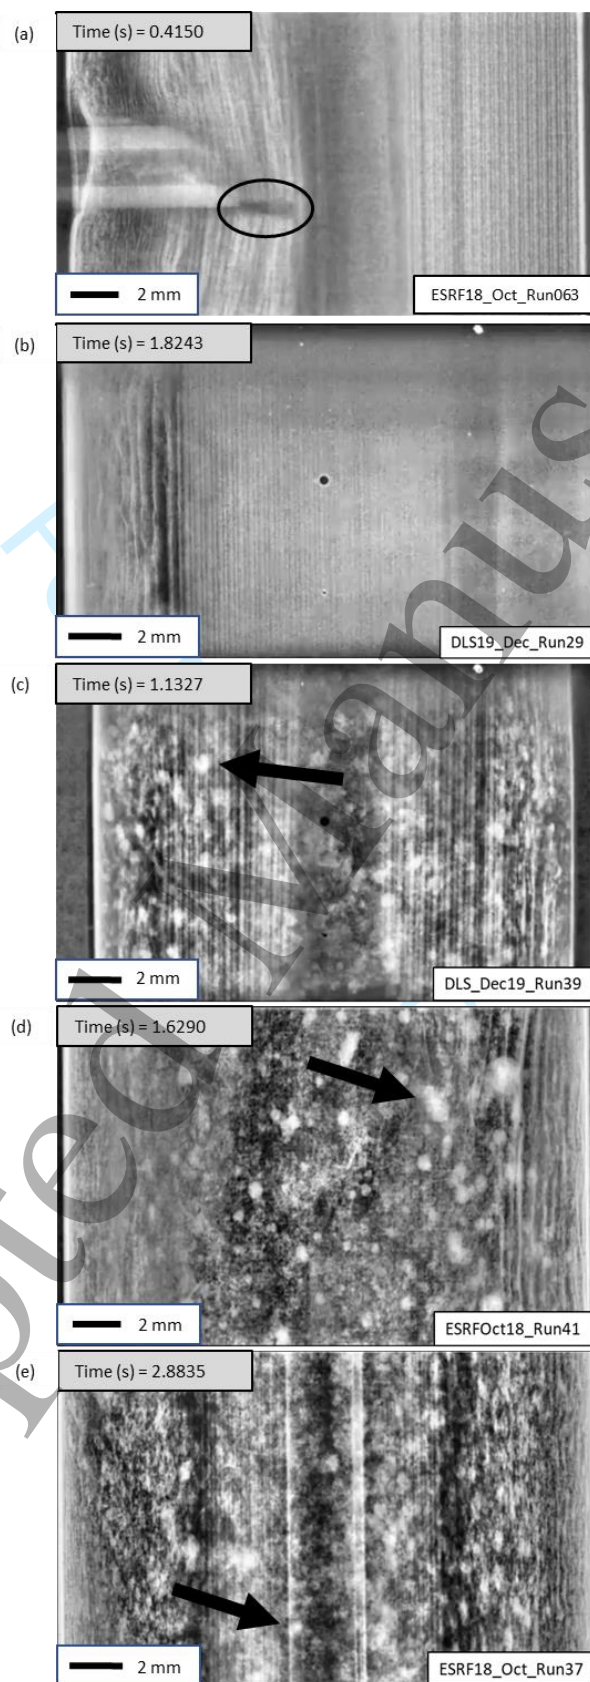 (a)
Time (s) = 0.4150
2 mm
ESRF18_Oct_Run063
(b)
Time (s) = 1.8243
2 mm
DLS19_Dec_Run29
(c)
Time (s) = 1.1327
2 mm
DLS_Dec19_Run39
(d)
Time (s) = 1.6290
2 mm
ESRFOct18_Run41
(e)
Time (s) = 2.8835
2 mm
ESRF18_Oct_Run37